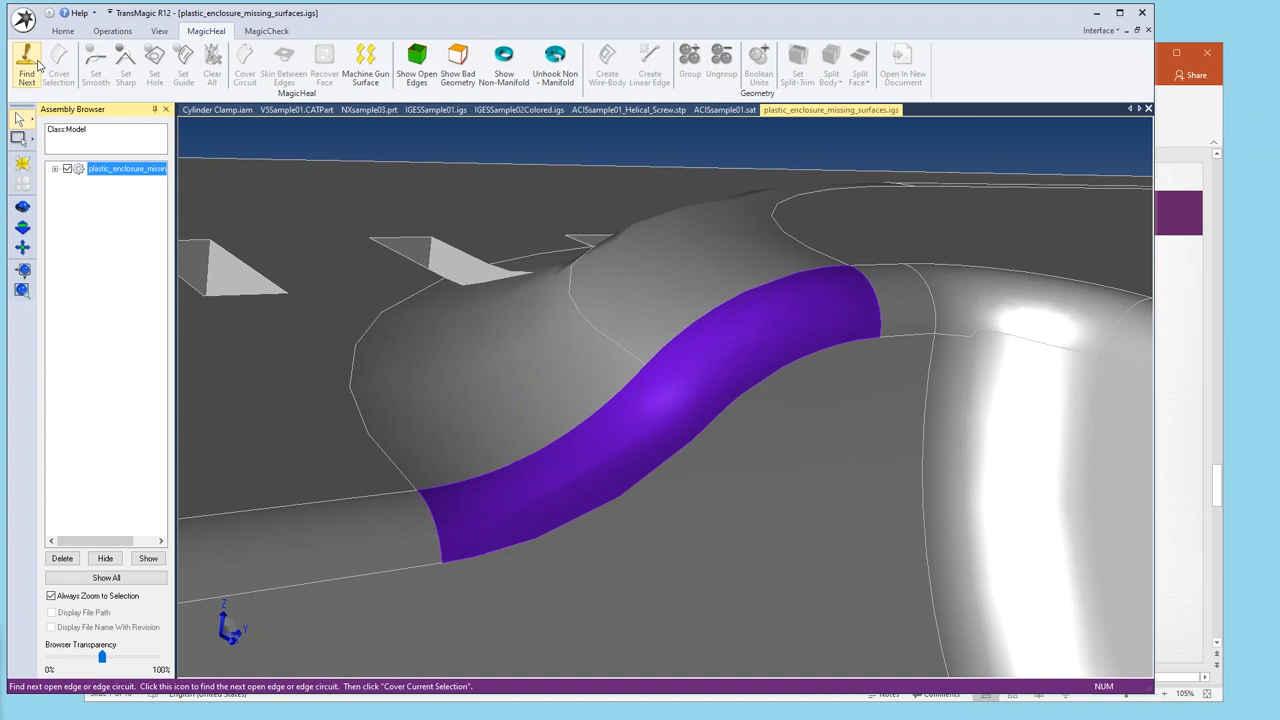 Help TransMagic R12 - [plastic_enclosure_missing_surfaces.igs]
Home Operations View MagicHeal MagicCheck Interface
Find Next
Cover Selection
Set Smooth
Set Sharp
Set Hole
Set Guide
Clear All
Cover Circuit
Skin Between Edges
Recover Face
Machine Gun Surface
Show Open Edges
Show Bad Geometry
Show Non-Manifold
Unhook Non - Manifold
Create Wire-Body
Create Linear Edge
Group
Ungroup
Boolean Unite
Set Split-Trim
Split Body
Split Face
Open In New Document
MagicHeal Geometry
Share
Assembly Browser
Cylinder Clamp.iam V5Sample01.CATPart NXsample03.prt IGESSample01.igs IGESSample02Colored.igs ACISsample01_Helical_Screw.stp ACISsample01.sat plastic_enclosure_missing_surfaces.igs
Class:Model
plastic_enclosure_missin
Delete Hide Show
Show All
Always Zoom to Selection
Display File Path
Display File Name With Revision
Browser Transparency
0% 100%
Z
Y
Find next open edge or edge circuit. Click this icon to find the next open edge or edge circuit. Then click "Cover Current Selection". NUM
English (United States) Notes Comments 105%